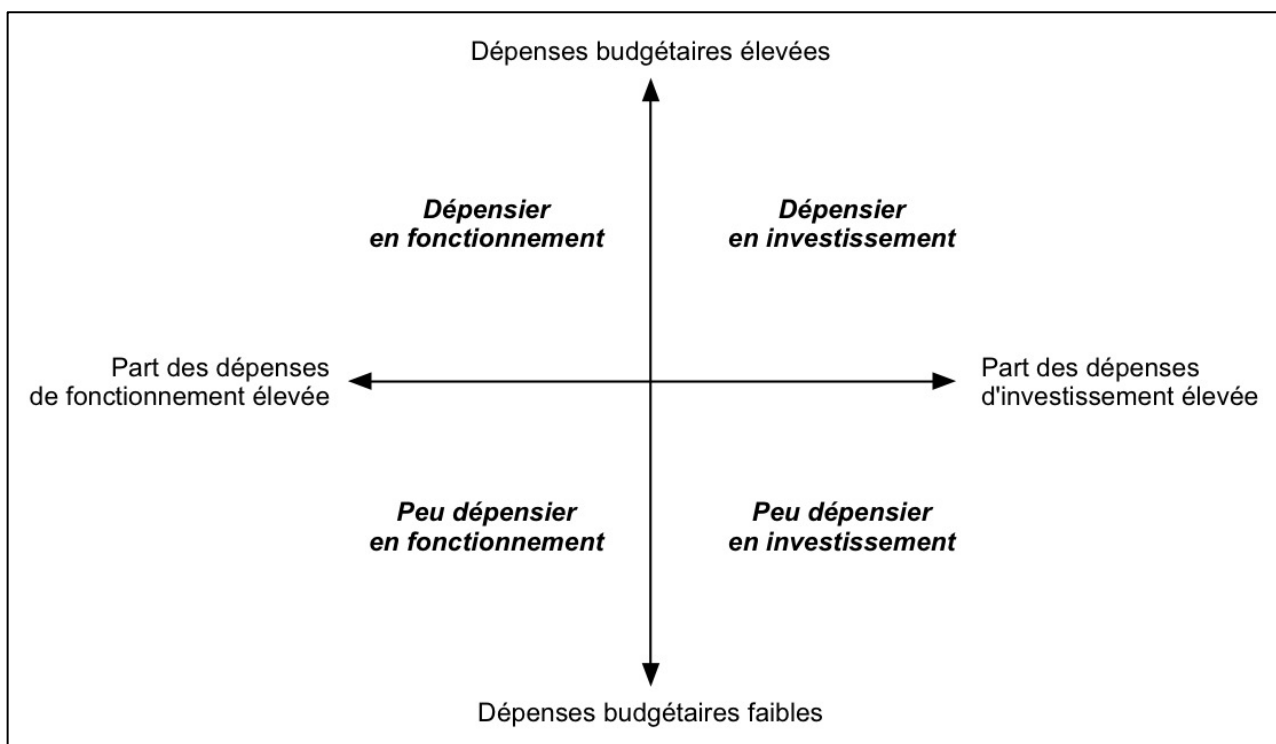 Dépenses budgétaires élevées
Dépensier
en fonctionnement
Dépensier
en investissement
Part des dépenses
de fonctionnement élevée
Part des dépenses
d'investissement élevée
Peu dépensier
en fonctionnement
Peu dépensier
en investissement
Dépenses budgétaires faibles